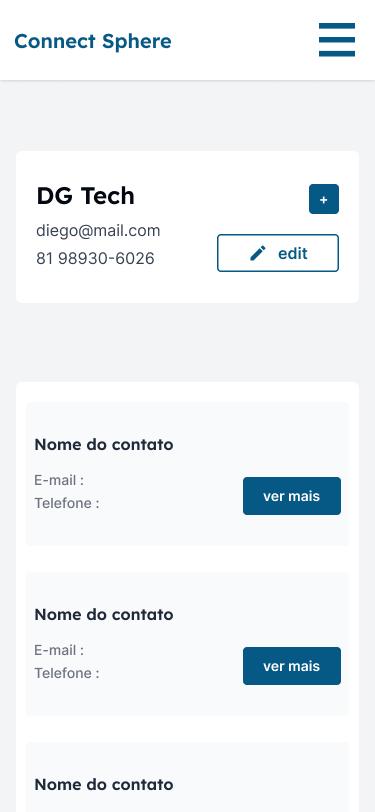 Connect Sphere
DG Tech
+
diego@mail.com
81 98930-6026
edit
Nome do contato
E-mail :
Telefone :
ver mais
Nome do contato
E-mail :
Telefone :
ver mais
Nome do contato